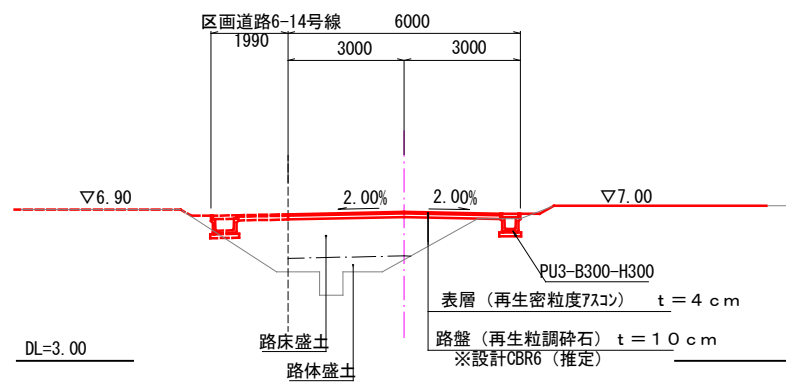 区画道路6-14号線
6000
1990
3000
3000
▽6.90
2.00%
2.00%
▽7.00
PU3-B300-H300
表層（再生密粒度ｱｽｺﾝ） ｔ＝４ｃｍ
路床盛土
路盤（再生粒調砕石）ｔ＝１０ｃｍ
DL=3.00
※設計CBR6（推定）
路体盛土